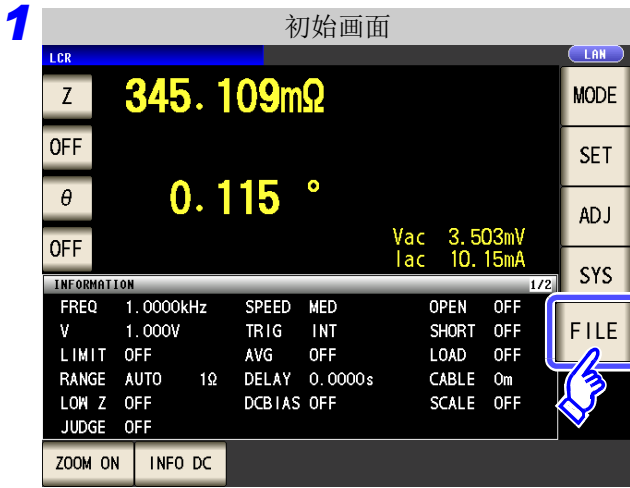 1
初始画面
LCR
LAN
Z 345.109mΩ
OFF
θ 0.115 °
OFF
Vac 3.503mV
Iac 10.15mA
MODE
SET
ADJ
SYS
FILE
INFORMATION 1/2
FREQ 1.0000kHz SPEED MED OPEN OFF
V 1.000V TRIG INT SHORT OFF
LIMIT OFF AVG OFF LOAD OFF
RANGE AUTO 1Ω DELAY 0.0000s CABLE 0m
LOW Z OFF DCBIAS OFF SCALE OFF
JUDGE OFF
ZOOM ON INFO DC